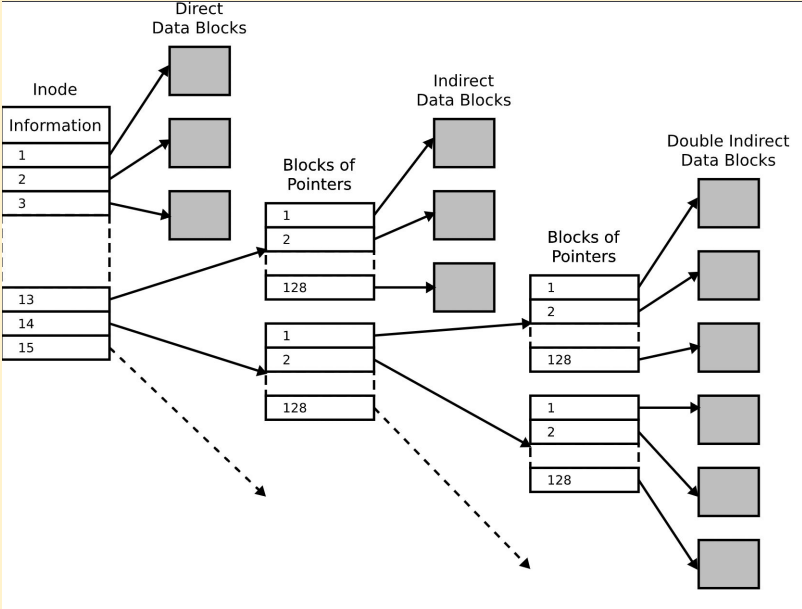 Direct
Data Blocks
Inode
Information
1
2
3
13
14
15
Blocks of
Pointers
1
2
128
1
2
128
Indirect
Data Blocks
Blocks of
Pointers
1
2
128
1
2
128
Double Indirect
Data Blocks